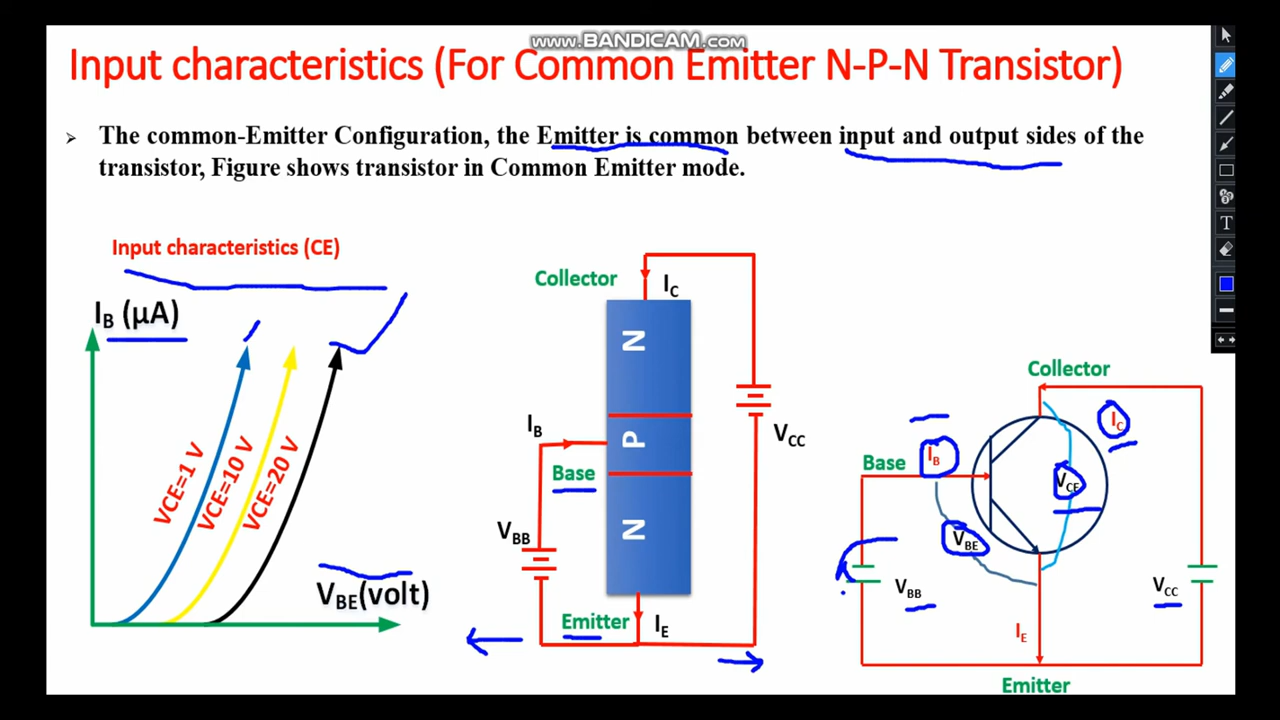 www.BANDICAM.com
Input characteristics (For Common Emitter N-P-N Transistor)
➢ The common-Emitter Configuration, the Emitter is common between input and output sides of the
transistor, Figure shows transistor in Common Emitter mode.
Input characteristics (CE)
IB (µA)
VCE=1 V
VCE=10 V
VCE=20 V
VBE(volt)
Collector
IC
N
IB
P
Base
N
VBB
VCC
Emitter
IE
Collector
IC
Base
IB
VCE
VBE
VBB
VCC
IE
Emitter
T